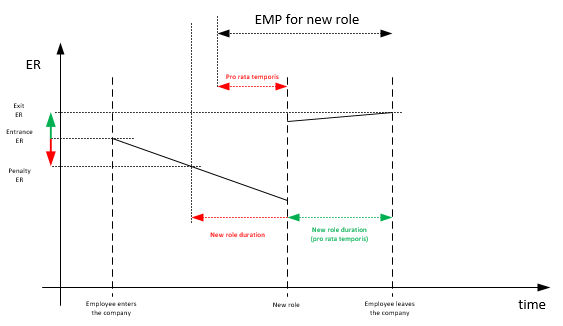 EMP for new role
ER
Pro rata temporis
Exit
ER
Entrance
ER
Penalty
ER
New role duration
New role duration
(pro rata temporis)
Employee enters
the company
New role
Employee leaves
the company
time